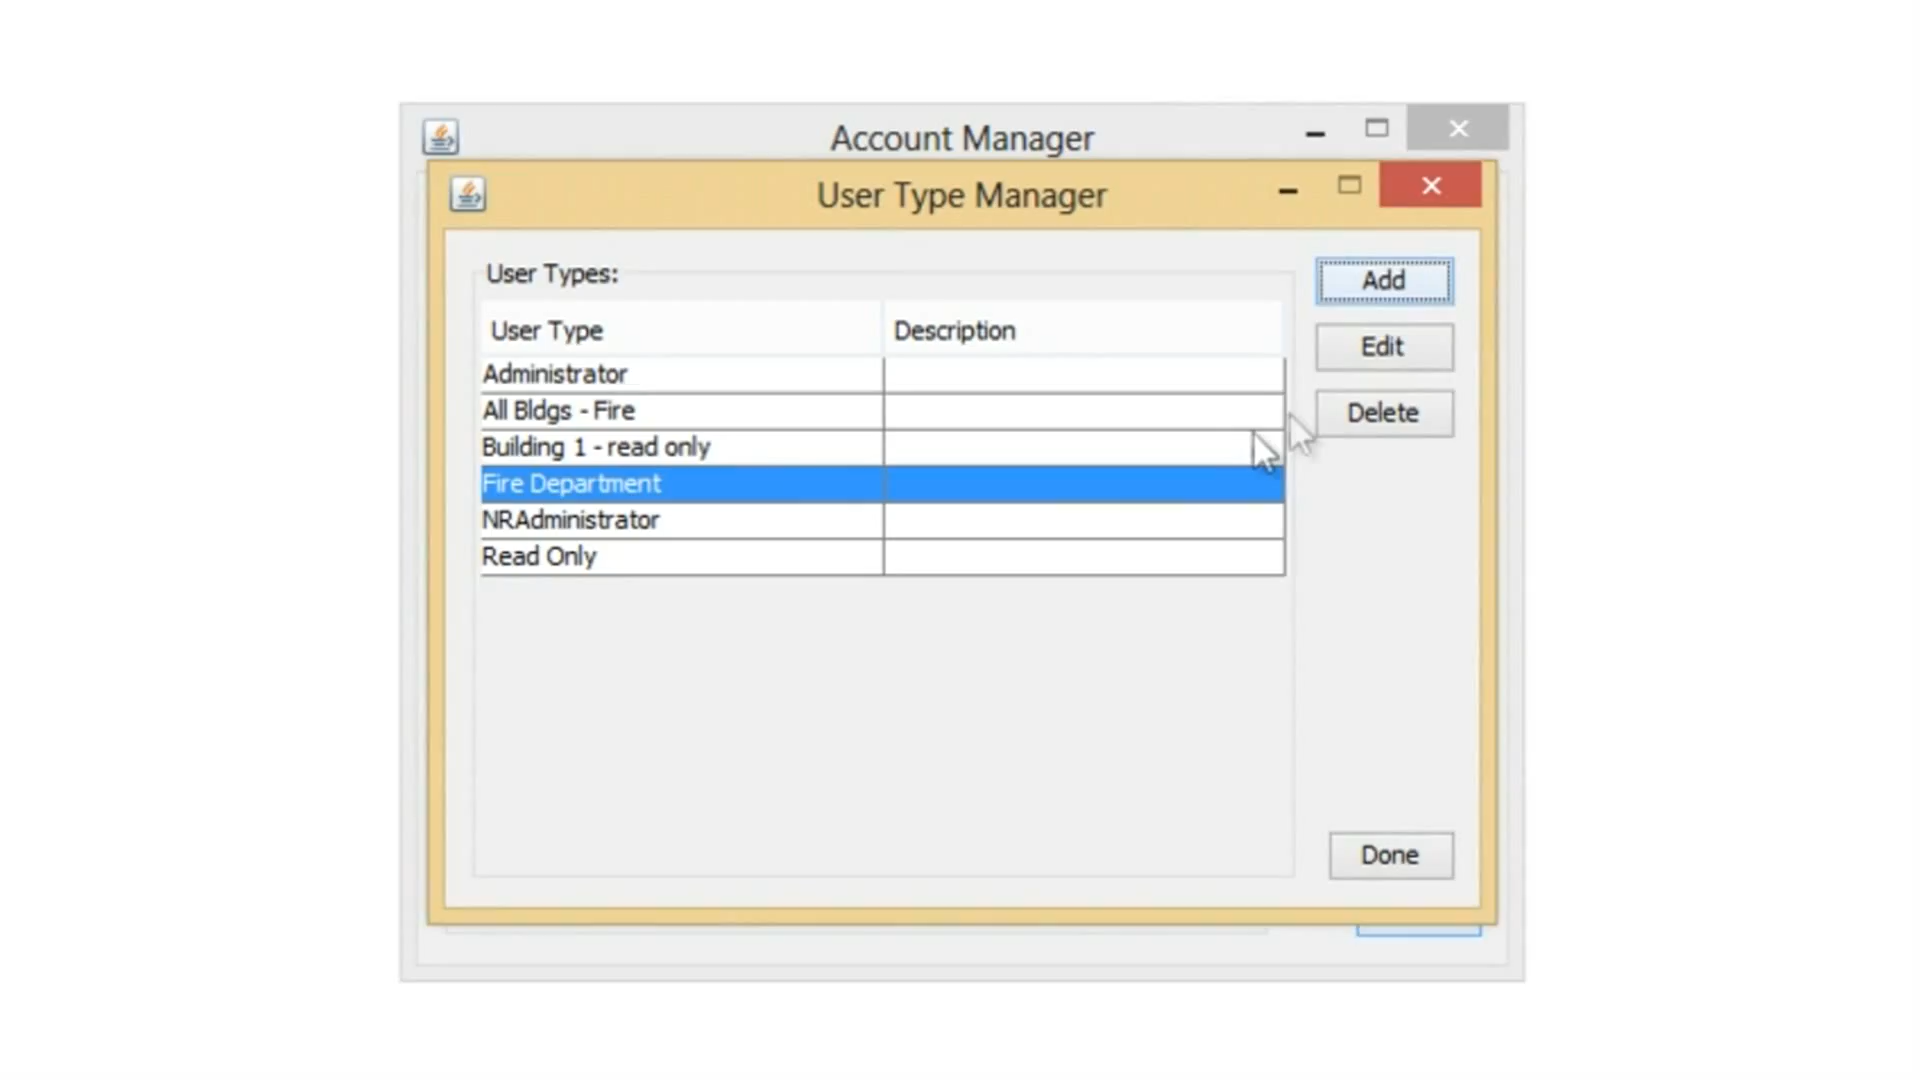 Account Manager
User Type Manager
User Types:
Add
User Type Description
Edit
Administrator
All Bldgs - Fire
Delete
Building 1 - read only
Fire Department
NRAdministrator
Read Only
Done